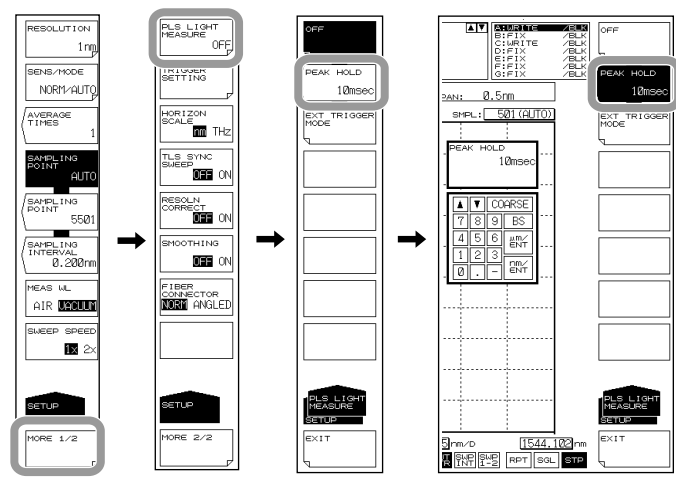 RESOLUTION
1nm
SENS/MODE
NORM/AUTO
AVERAGE
TIMES
1
SAMPLING
POINT
AUTO
SAMPLING
POINT
5501
SAMPLING
INTERVAL
0.200nm
MEAS WL
AIR VACUUM
SWEEP SPEED
1x 2x
SETUP
MORE 1/2
PLS LIGHT
MEASURE
OFF
TRIGGER
SETTING
HORIZON
SCALE
nm THz
TLS SYNC
SWEEP
OFF ON
RESOLN
CORRECT
OFF ON
SMOOTHING
OFF ON
FIBER
CONNECTOR
NORM ANGLED
SETUP
MORE 2/2
OFF
PEAK HOLD
10msec
EXT TRIGGER
MODE
PLS LIGHT
MEASURE
SETUP
EXIT
▲ ▼
A:WRITE /BLK
B:FIX /BLK
C:WRITE /BLK
D:FIX /BLK
E:FIX /BLK
F:FIX /BLK
G:FIX /BLK
PAN: 0.5nm
SMPL: 501(AUTO)
PEAK HOLD
10msec
▲ ▼ COARSE
7 8 9 BS
4 5 6 μm/
ENT
1 2 3 nm/
ENT
0 . -
5 nm/D 1544.102 nm
SWP
INT
SWP
1-2
RPT SGL STP
OFF
PEAK HOLD
10msec
EXT TRIGGER
MODE
PLS LIGHT
MEASURE
SETUP
EXIT